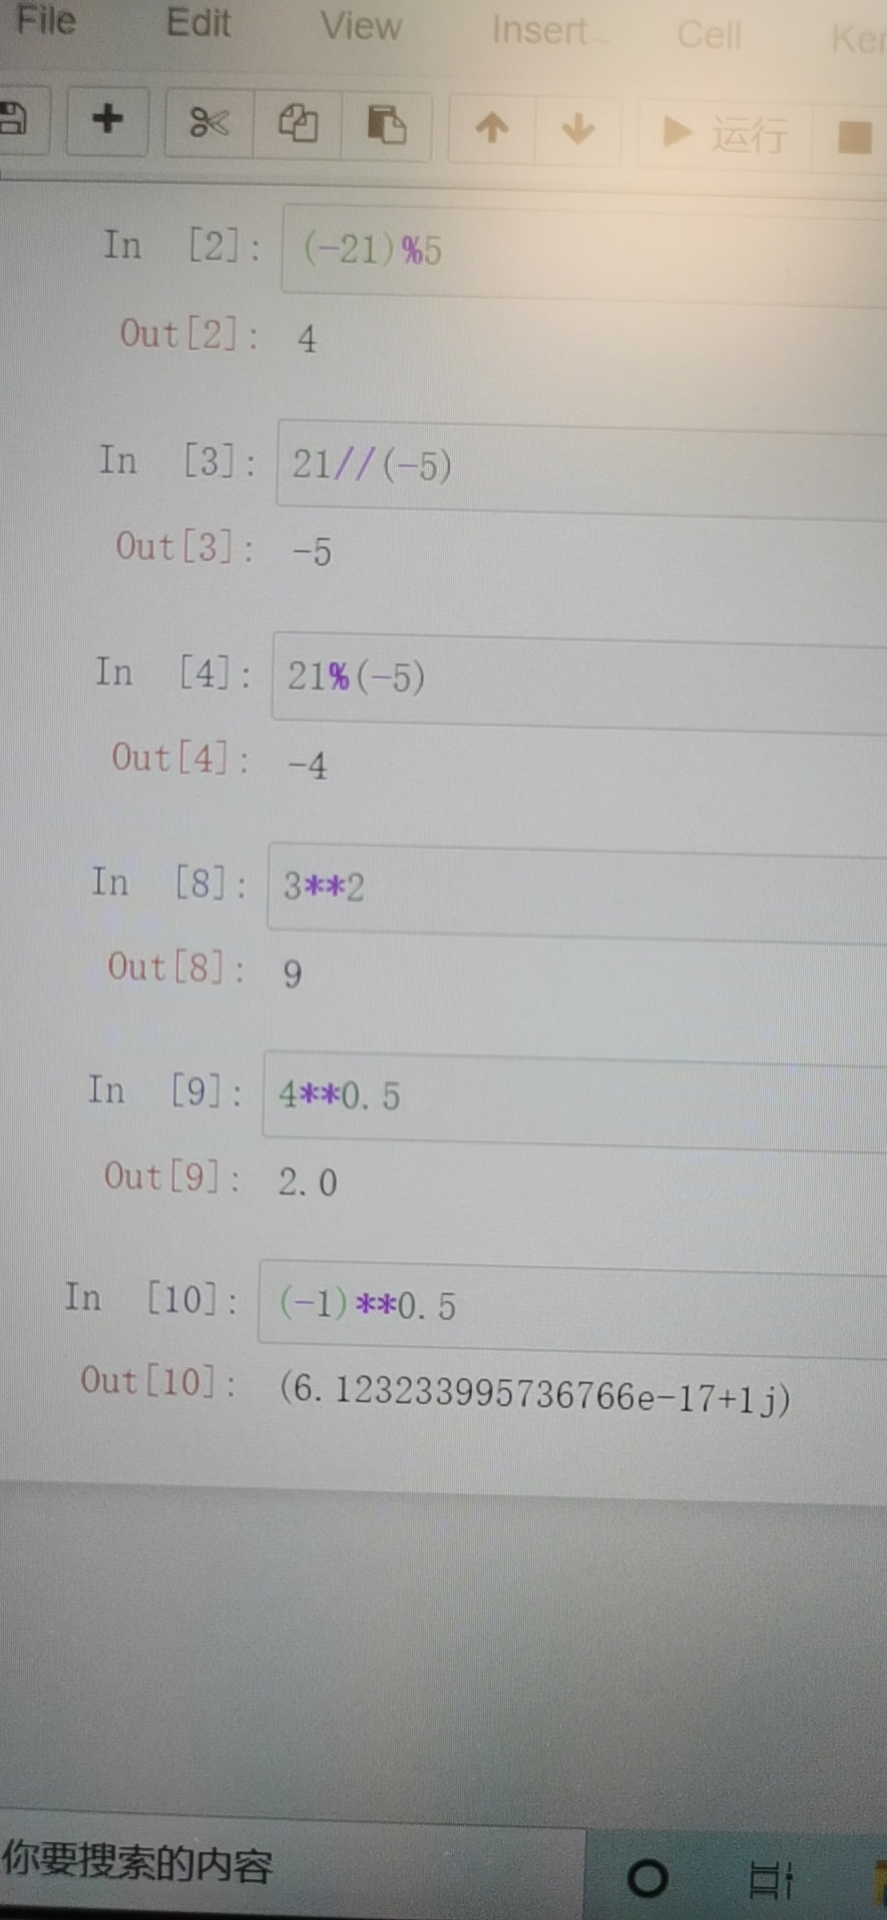 File Edit View Insert Cell Ker
运行
In [2]: (-21)%5
Out[2]: 4
In [3]: 21//(-5)
Out[3]: -5
In [4]: 21%(-5)
Out[4]: -4
In [8]: 3**2
Out[8]: 9
In [9]: 4**0.5
Out[9]: 2.0
In [10]: (-1)**0.5
Out[10]: (6.123233995736766e-17+1j)
你要搜索的内容